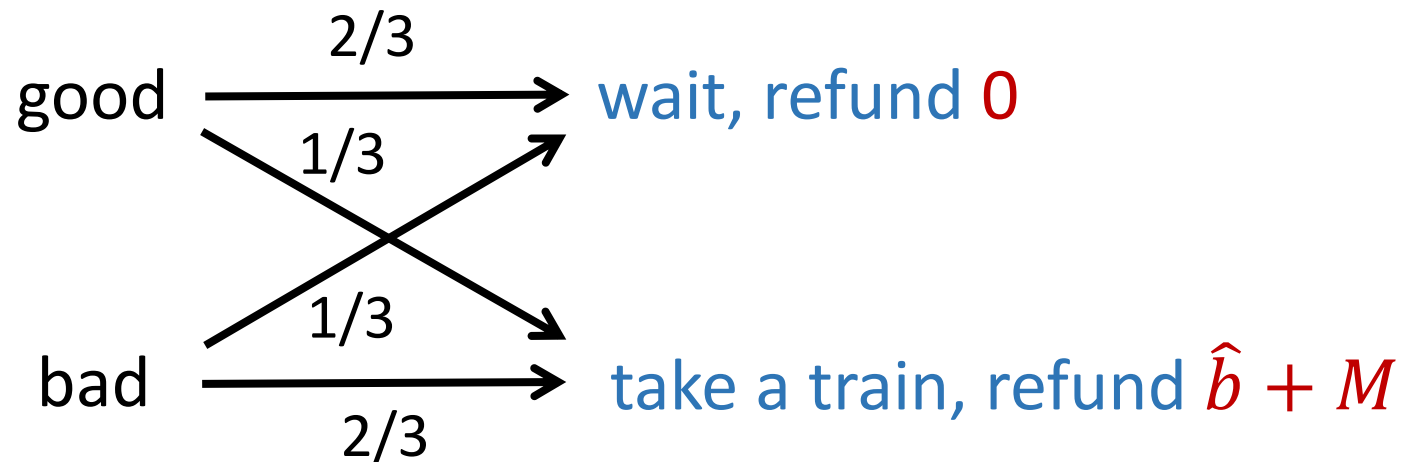 2/3
good wait, refund 0
1/3
1/3
bad take a train, refund b̂ + M
2/3